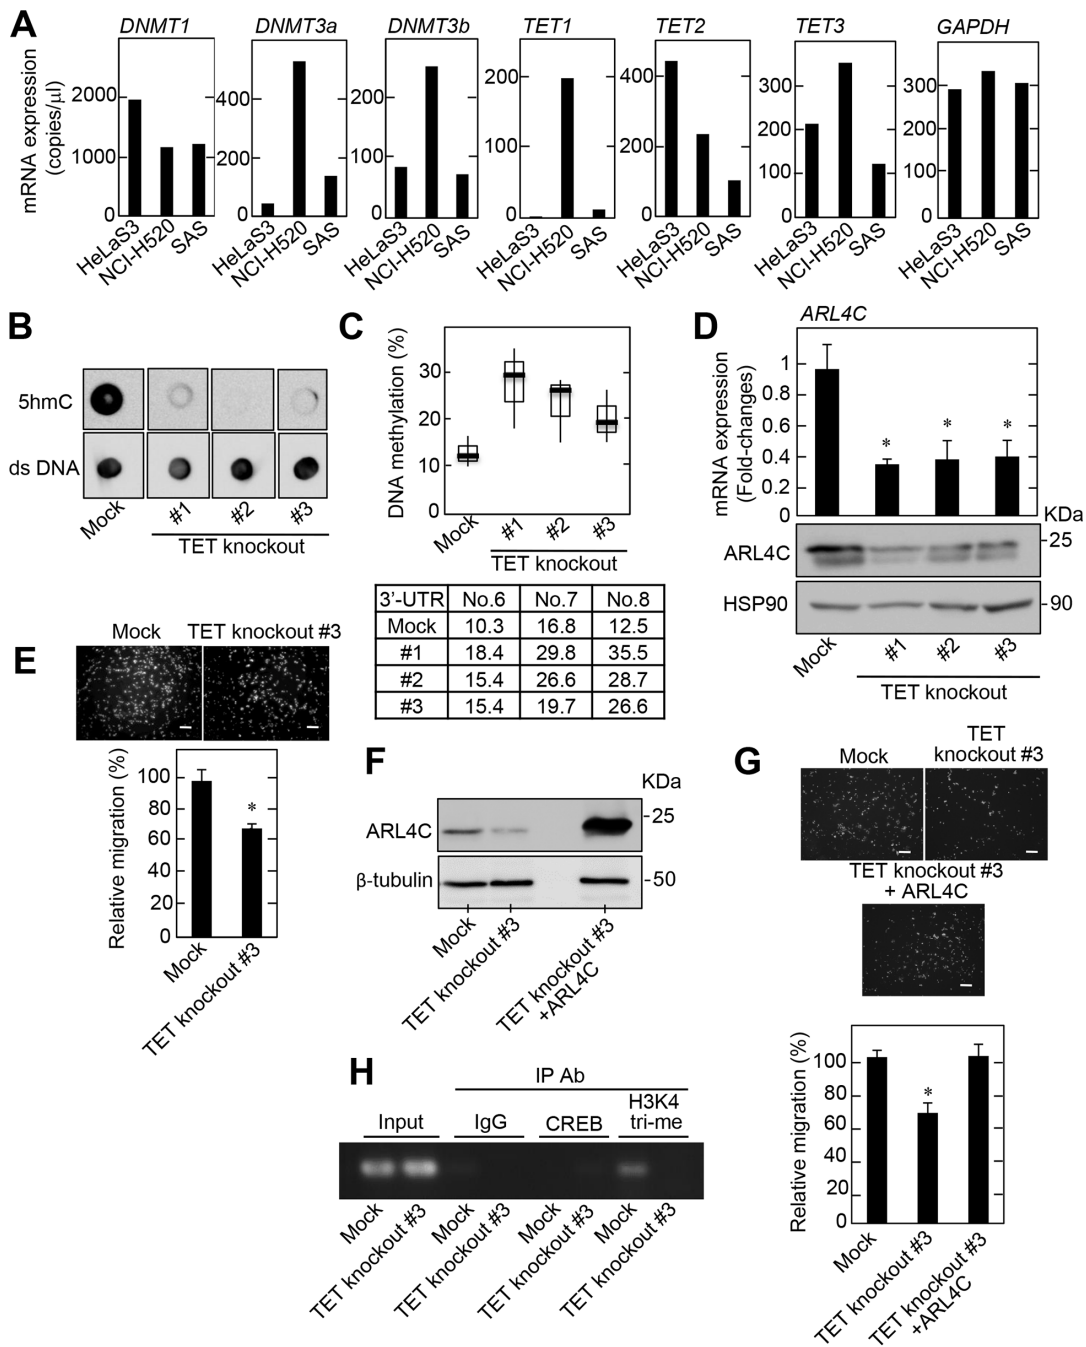 A
DNMT1 DNMT3a DNMT3b TET1 TET2 TET3 GAPDH
mRNA expression
(copies/µl)
2000
1000
0
400
200
0
200
100
0
200
100
0
400
200
0
300
200
100
0
300
200
100
0
HeLaS3 NCI-H520 SAS HeLaS3 NCI-H520 SAS HeLaS3 NCI-H520 SAS HeLaS3 NCI-H520 SAS HeLaS3 NCI-H520 SAS HeLaS3 NCI-H520 SAS HeLaS3 NCI-H520 SAS
B
5hmC
ds DNA
Mock #1 #2 #3
TET knockout
C
DNA methylation (%)
30
20
10
0
Mock #1 #2 #3
TET knockout
3'-UTR No.6 No.7 No.8
Mock 10.3 16.8 12.5
#1 18.4 29.8 35.5
#2 15.4 26.6 28.7
#3 15.4 19.7 26.6
D
ARL4C
mRNA expression
(Fold-changes)
1
0.8
0.6
0.4
0.2
0
* * *
KDa
ARL4C -25
HSP90 -90
Mock #1 #2 #3
TET knockout
E
Mock TET knockout #3
Relative migration (%)
100
80
60
40
20
0
*
Mock TET knockout #3
F
KDa
ARL4C -25
β-tubulin -50
Mock TET knockout #3 TET knockout #3
+ARL4C
G
Mock TET
knockout #3
TET knockout #3
+ ARL4C
Relative migration (%)
100
80
60
40
20
0
*
Mock TET knockout #3 TET knockout #3
+ARL4C
H
IP Ab
Input IgG CREB H3K4
tri-me
Mock TET knockout #3 Mock TET knockout #3 Mock TET knockout #3 Mock TET knockout #3